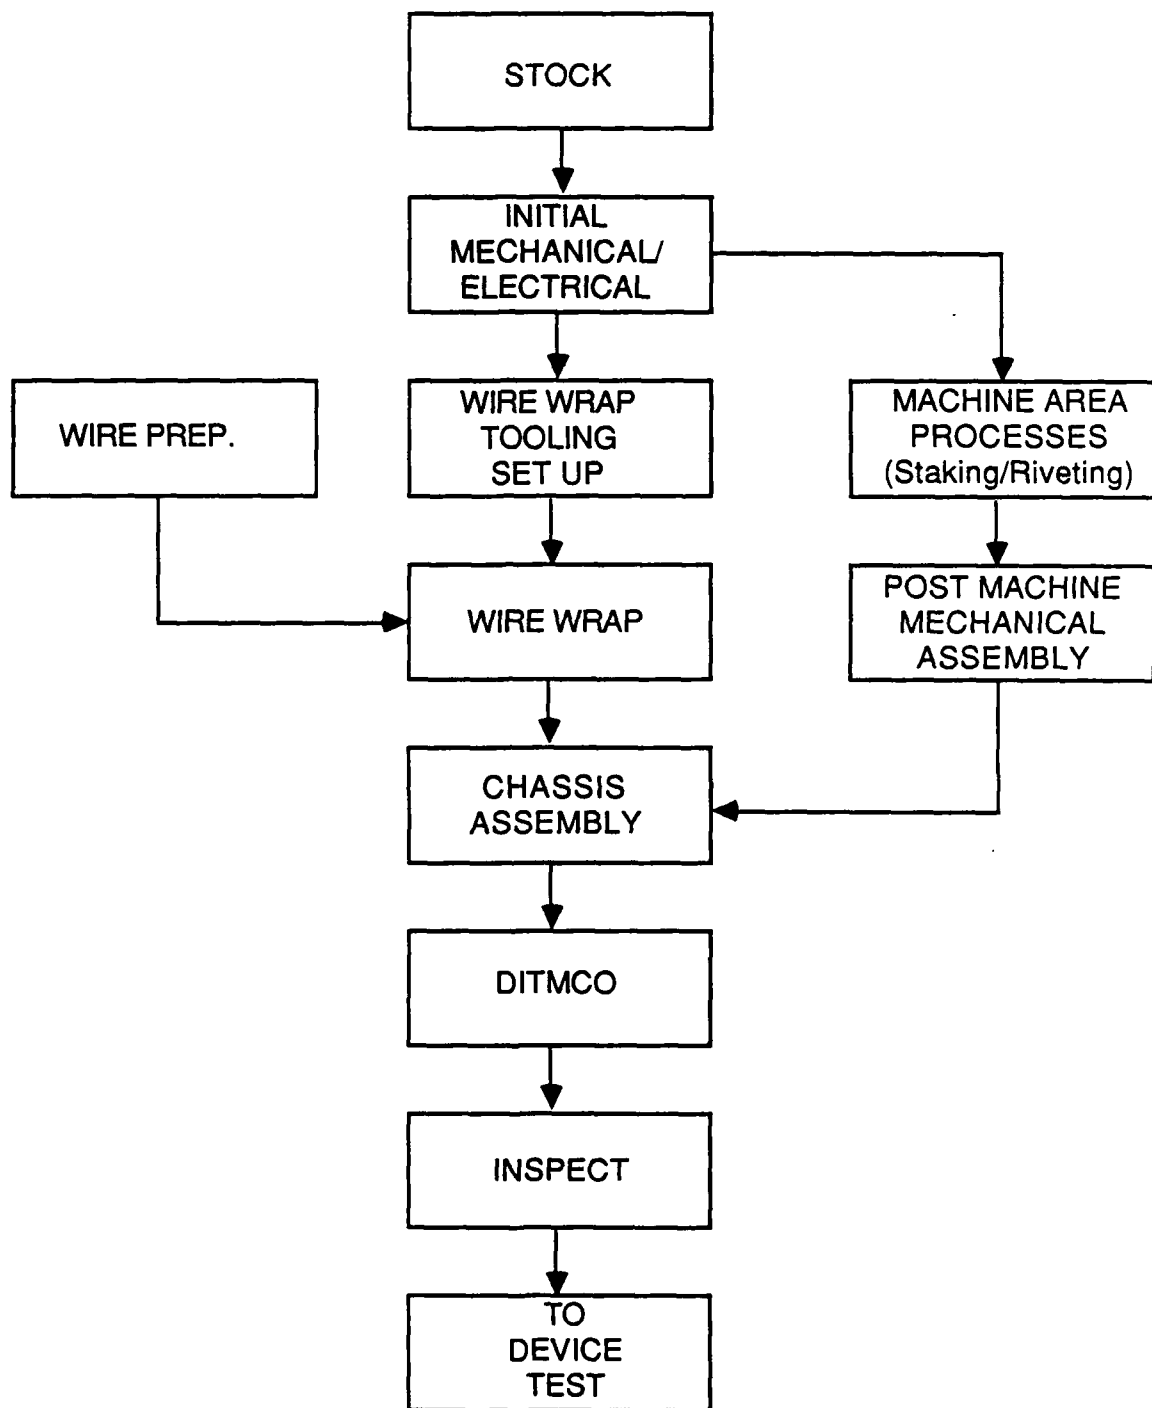 STOCK
INITIAL
MECHANICAL/
ELECTRICAL
WIRE PREP.
WIRE WRAP
TOOLING
SET UP
MACHINE AREA
PROCESSES
(Staking/Riveting)
WIRE WRAP
POST MACHINE
MECHANICAL
ASSEMBLY
CHASSIS
ASSEMBLY
DITMCO
INSPECT
TO
DEVICE
TEST